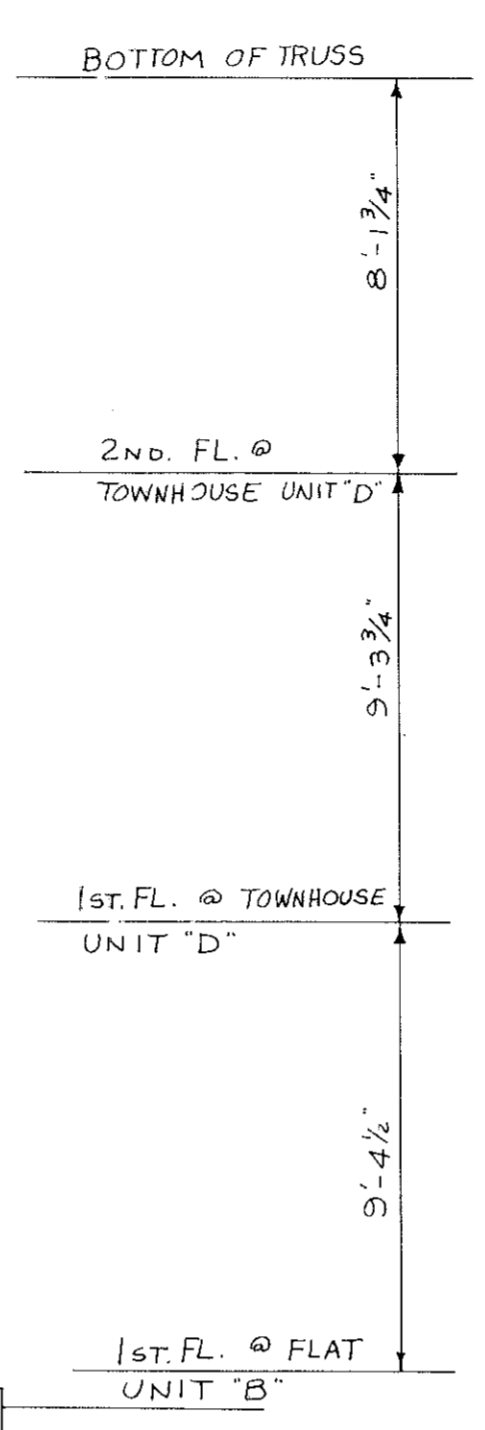 BOTTOM OF TRUSS
8'-1 3/4"
2ND. FL. @
TOWNHOUSE UNIT "D"
9'-3 3/4"
1ST. FL. @ TOWNHOUSE
UNIT "D"
9'-4 1/2"
1ST. FL. @ FLAT
UNIT "B"